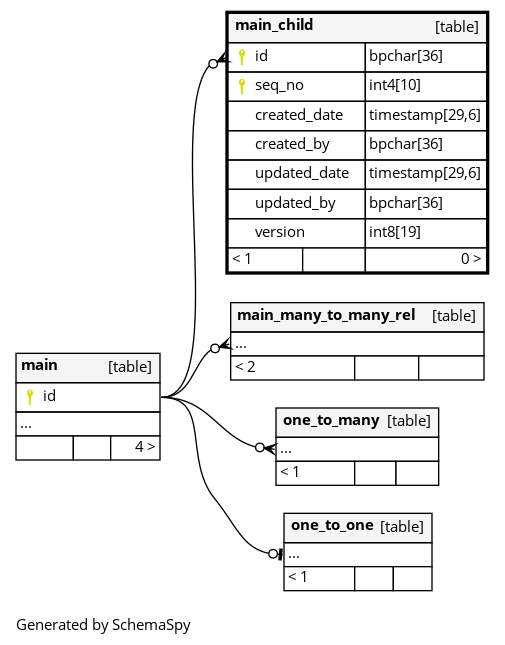 main_child [table]
id bpchar[36]
seq_no int4[10]
created_date timestamp[29,6]
created_by bpchar[36]
updated_date timestamp[29,6]
updated_by bpchar[36]
version int8[19]
< 1 0 >
main_many_to_many_rel [table]
...
< 2
main [table]
id
...
4 >
one_to_many [table]
...
< 1
one_to_one [table]
...
< 1
Generated by SchemaSpy